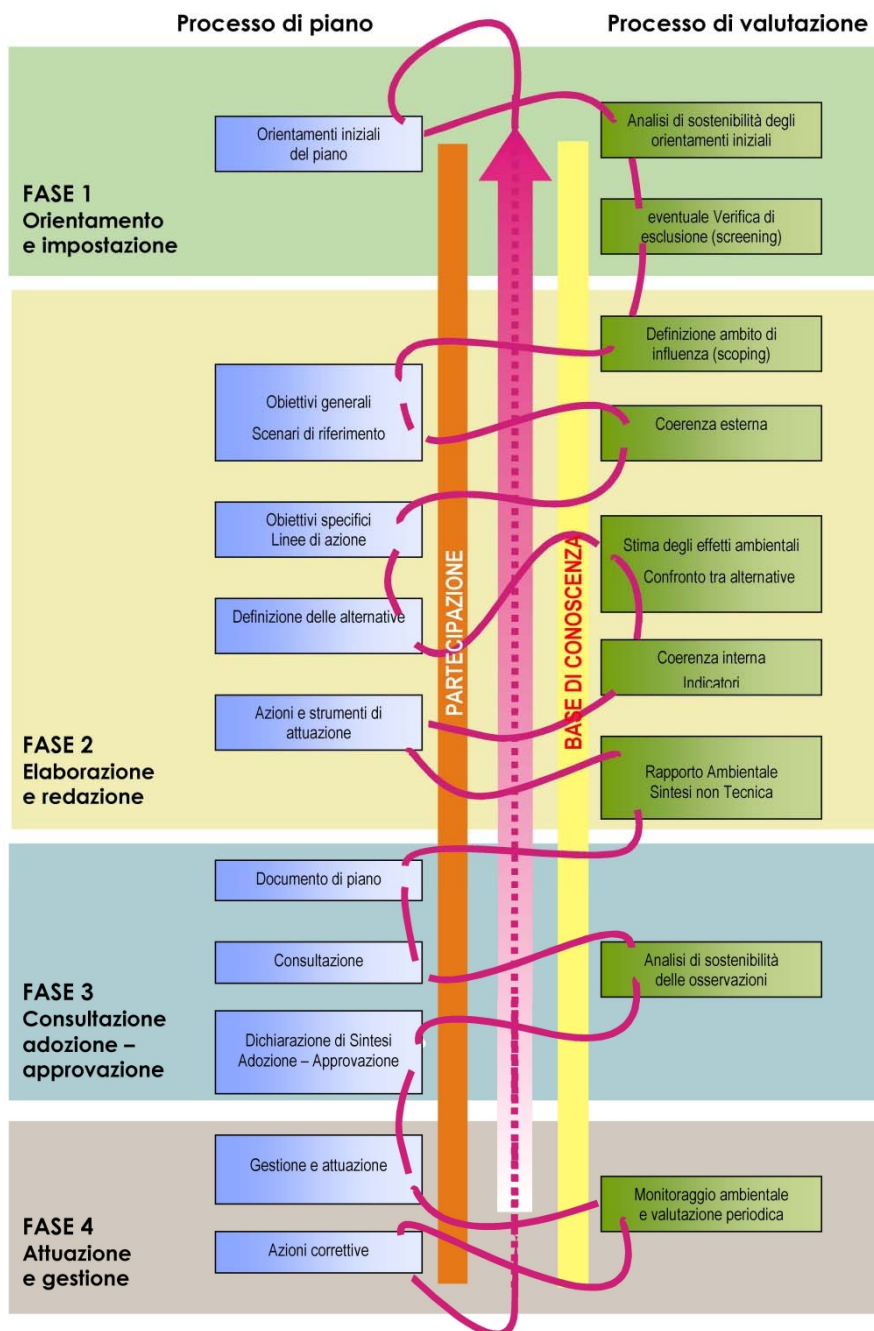 Processo di piano
Processo di valutazione
Orientamenti iniziali
del piano
Analisi di sostenibilità degli
orientamenti iniziali
FASE 1
Orientamento
e impostazione
eventuale Verifica di
esclusione (screening)
Definizione ambito di
influenza (scoping)
Obiettivi generali
Scenari di riferimento
Coerenza esterna
Obiettivi specifici
Linee di azione
Stima degli effetti ambientali
Confronto tra alternative
Definizione delle alternative
PARTECIPAZIONE
BASE DI CONOSCENZA
Coerenza interna
Indicatori
Azioni e strumenti di
attuazione
FASE 2
Elaborazione
e redazione
Rapporto Ambientale
Sintesi non Tecnica
Documento di piano
Consultazione
Analisi di sostenibilità
delle osservazioni
FASE 3
Consultazione
adozione –
approvazione
Dichiarazione di Sintesi
Adozione – Approvazione
Gestione e attuazione
Monitoraggio ambientale
e valutazione periodica
FASE 4
Attuazione
e gestione
Azioni correttive